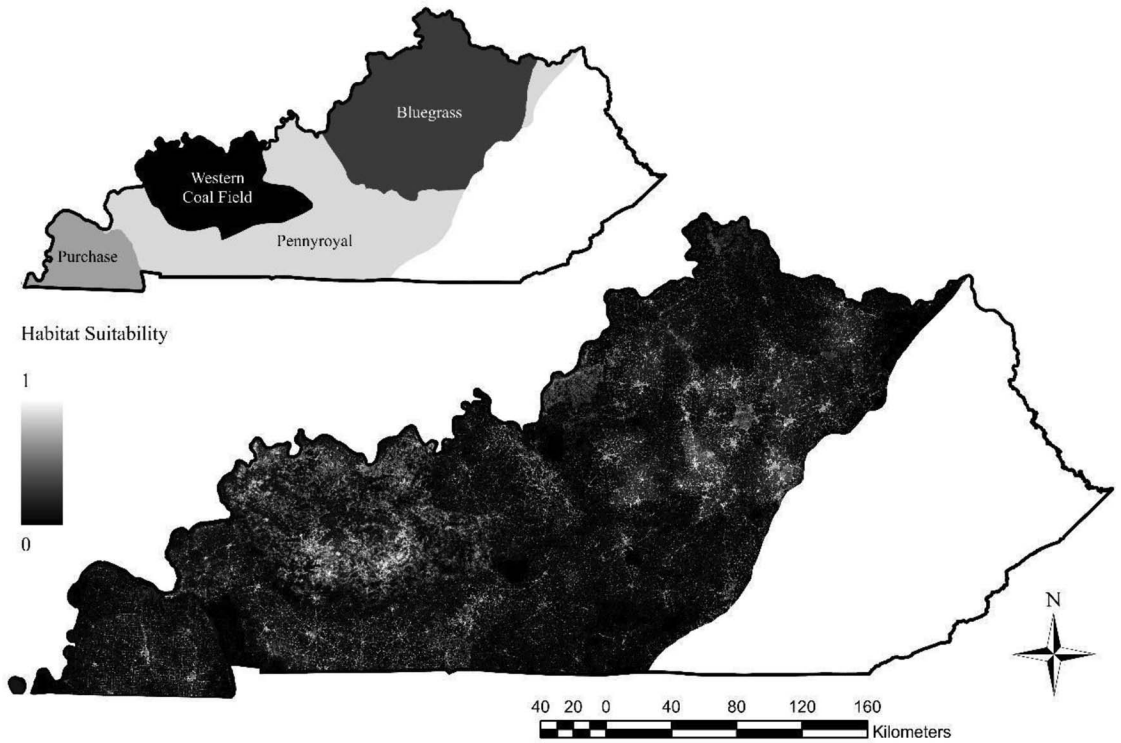 Bluegrass
Western
Coal Field
Pennyroyal
Purchase
Habitat Suitability
1
0
N
40 20 0 40 80 120 160
Kilometers